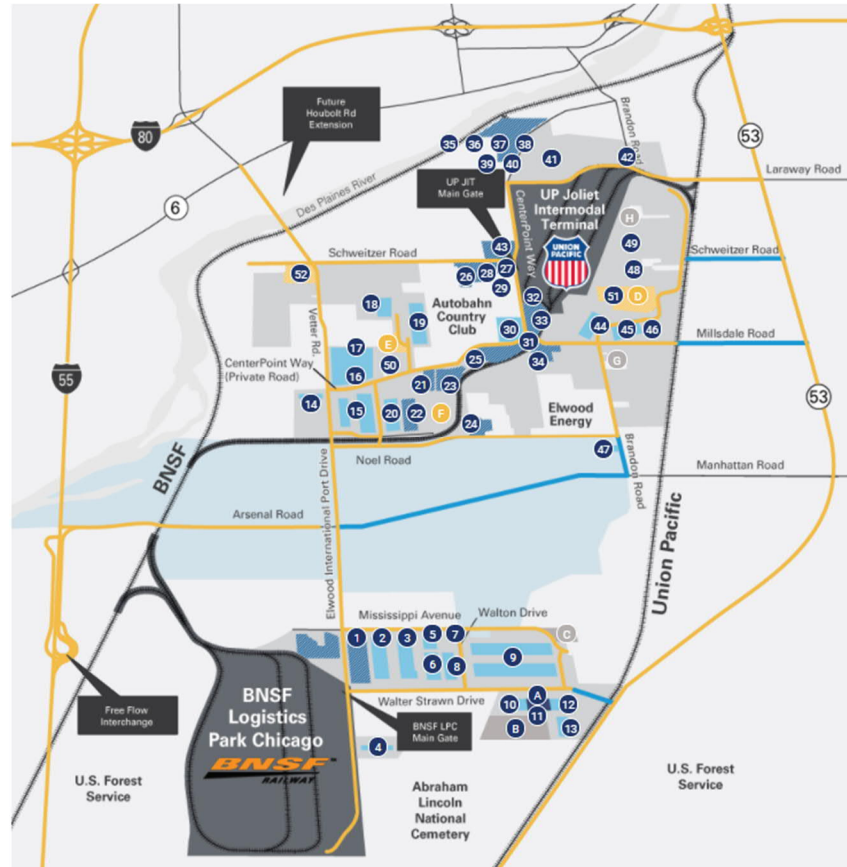 80
6
55
53
53
Future
Houbolt Rd
Extension
Des Plaines River
35
36
37
38
39
40
41
42
Brandon Road
Laraway Road
UP JIT
Main Gate
CenterPoint Way
UP Joliet
Intermodal
Terminal
UNION
PACIFIC
H
49
48
Schweitzer Road
Schweitzer Road
43
52
26
28
27
29
51
D
18
19
Autobahn
Country
Club
32
33
30
31
44
45
46
Millsdale Road
Vetter Rd.
17
E
50
16
25
34
G
CenterPoint Way
(Private Road)
21
23
14
15
20
22
F
24
Elwood
Energy
47
Noel Road
Brandon Road
Manhattan Road
BNSF
Arsenal Road
Elwood International Port Drive
Union Pacific
Mississippi Avenue
Walton Drive
1
2
3
5
7
C
6
8
9
Walter Strawn Drive
A
10
11
12
B
13
Free Flow
Interchange
BNSF
Logistics
Park Chicago
BNSF
RAILWAY
BNSF LPC
Main Gate
4
U.S. Forest
Service
Abraham
Lincoln
National
Cemetery
U.S. Forest
Service